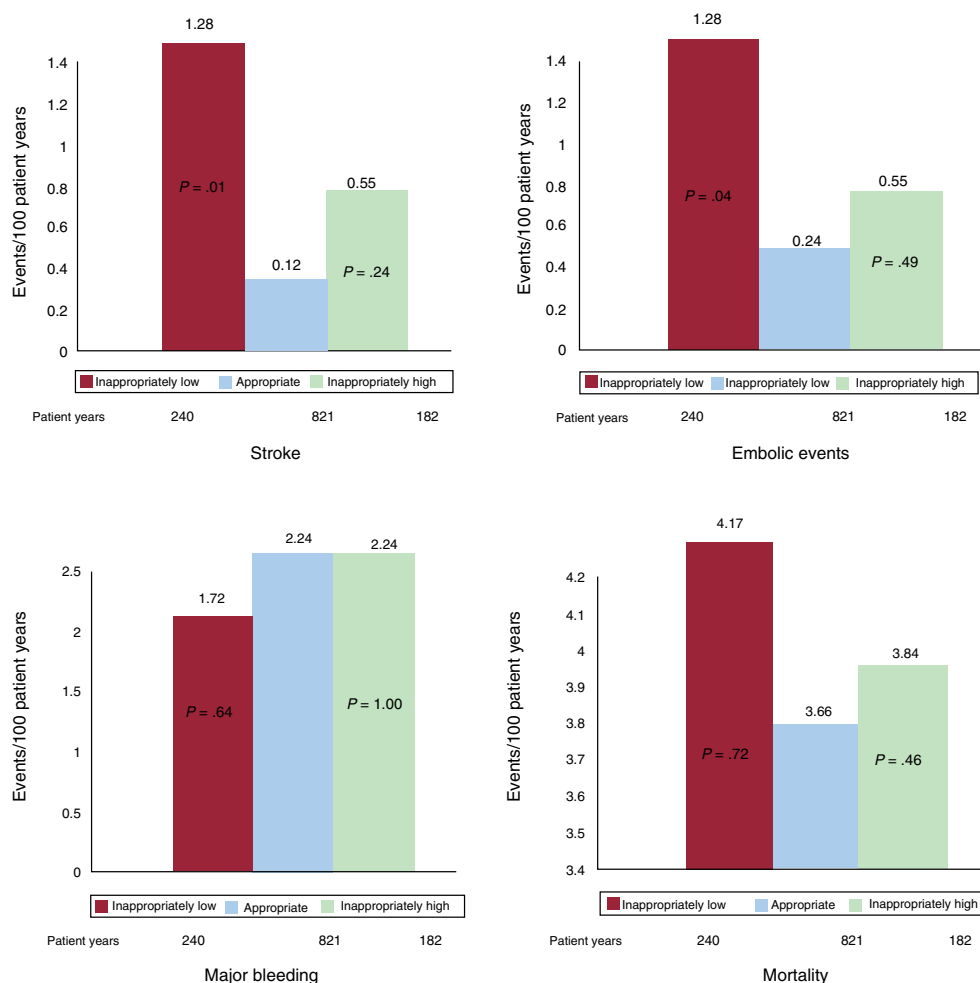 1.28
1.4
1.2
1
0.8
0.6
0.4
0.2
0
Events/100 patient years
P = .01
0.12
0.55
P = .24
Inappropriately low Appropriate Inappropriately high
Patient years 240 821 182
Stroke
1.28
1.4
1.2
1
0.8
0.6
0.4
0.2
0
Events/100 patient years
P = .04
0.24
0.55
P = .49
Inappropriately low Inappropriately low Inappropriately high
Patient years 240 821 182
Embolic events
2.5
2
1.5
1
0.5
0
Events/100 patient years
1.72
P = .64
2.24
2.24
P = 1.00
Inappropriately low Appropriate Inappropriately high
Patient years 240 821 182
Major bleeding
4.17
4.2
4.1
4
3.9
3.8
3.7
3.6
3.5
3.4
Events/100 patient years
P = .72
3.66
3.84
P = .46
Inappropriately low Appropriate Inappropriately high
Patient years 240 821 182
Mortality